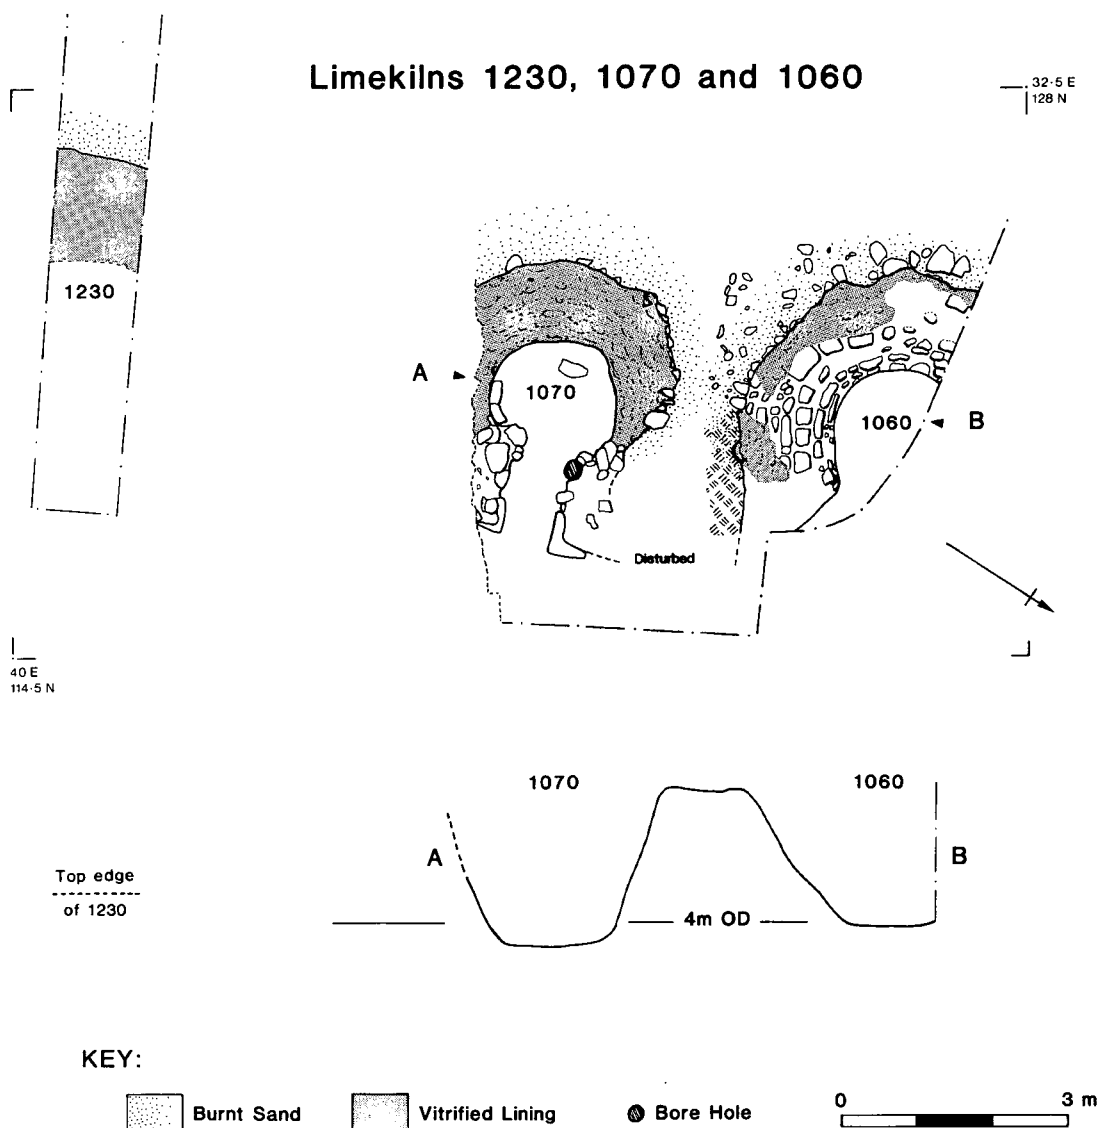 Limekilns 1230, 1070 and 1060
32·5 E
128 N
1230
A
1070
1060
B
Disturbed
40 E
114·5 N
1070
1060
A
B
Top edge
of 1230
4m OD
KEY:
Burnt Sand
Vitrified Lining
Bore Hole
0
3 m